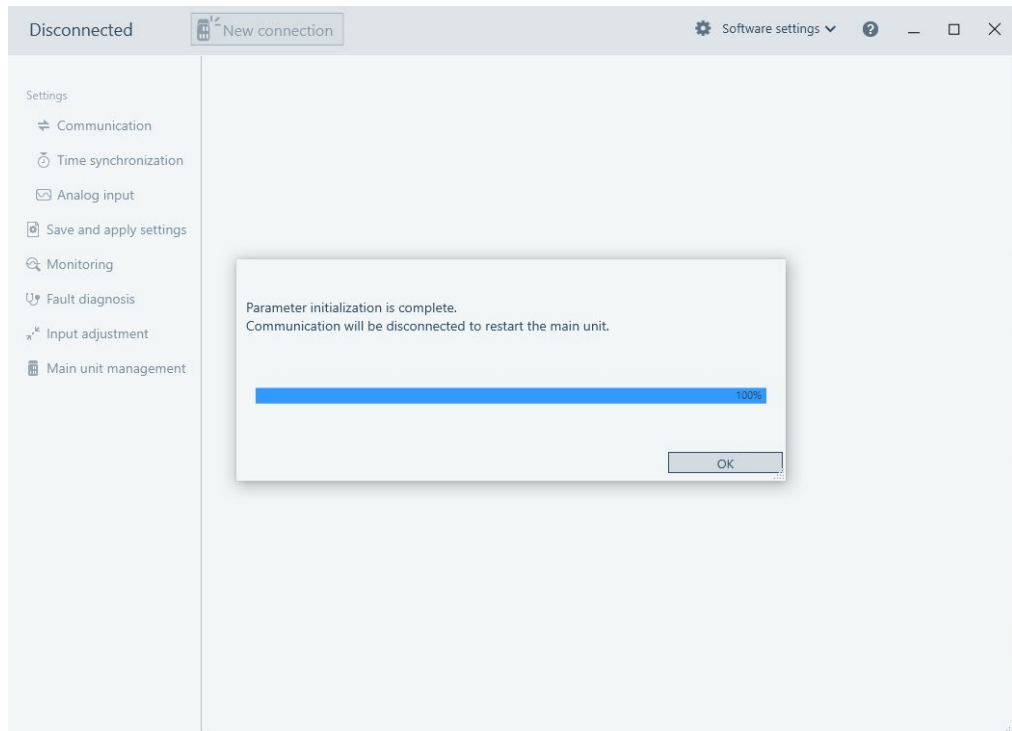 Disconnected
New connection
Software settings
Settings
Communication
Time synchronization
Analog input
Save and apply settings
Monitoring
Fault diagnosis
Input adjustment
Main unit management
Parameter initialization is complete.
Communication will be disconnected to restart the main unit.
100%
OK